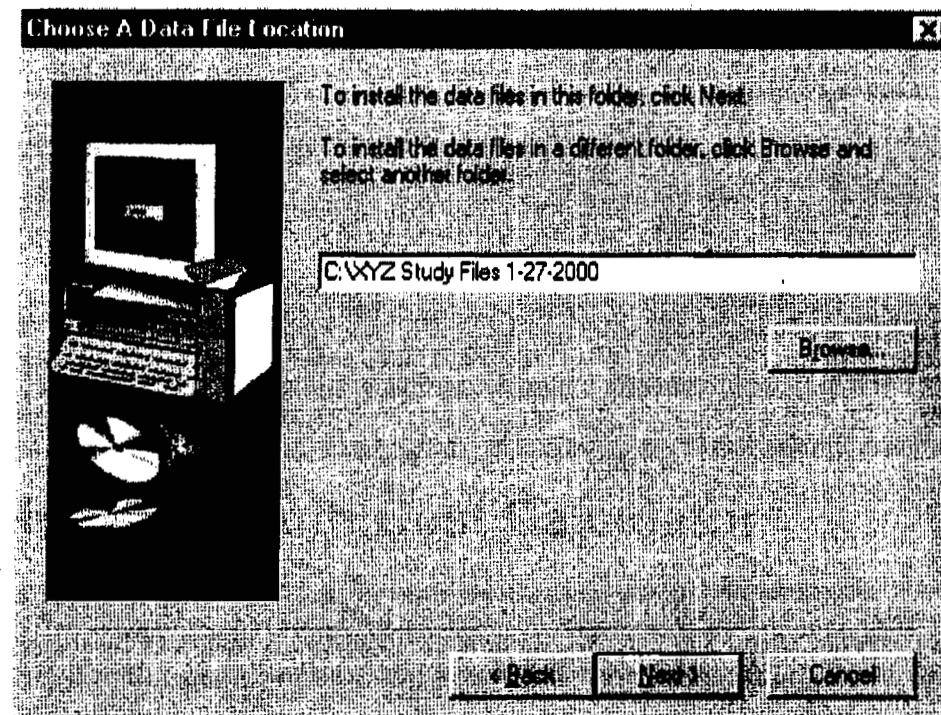 Choose A Data File Location
To install the data files in this folder, click Next.
To install the data files in a different folder, click Browse and
select another folder.
C:\XYZ Study Files 1-27-2000
Browse...
< Back
Next >
Cancel